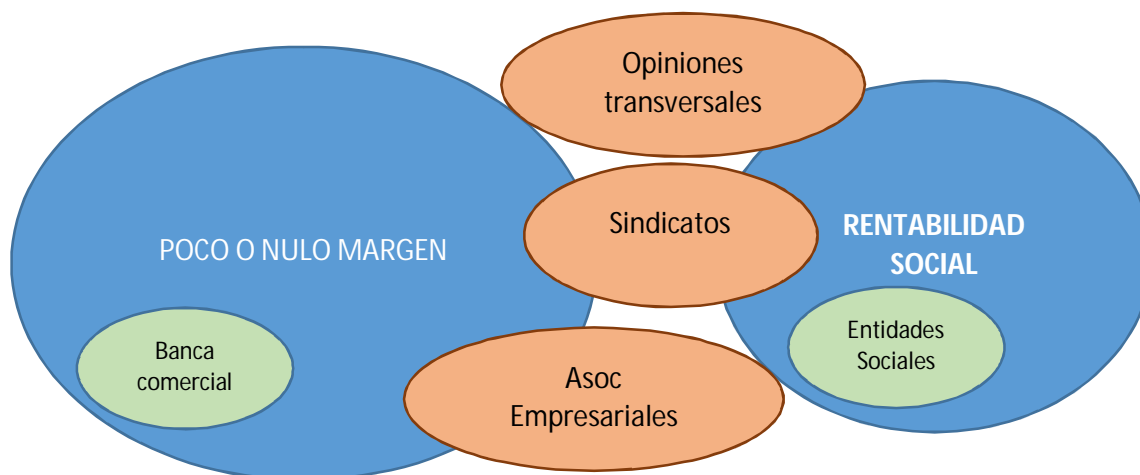 Opiniones
transversales
Sindicatos
POCO O NULO MARGEN
RENTABILIDAD
SOCIAL
Banca
comercial
Entidades
Sociales
Asoc
Empresariales